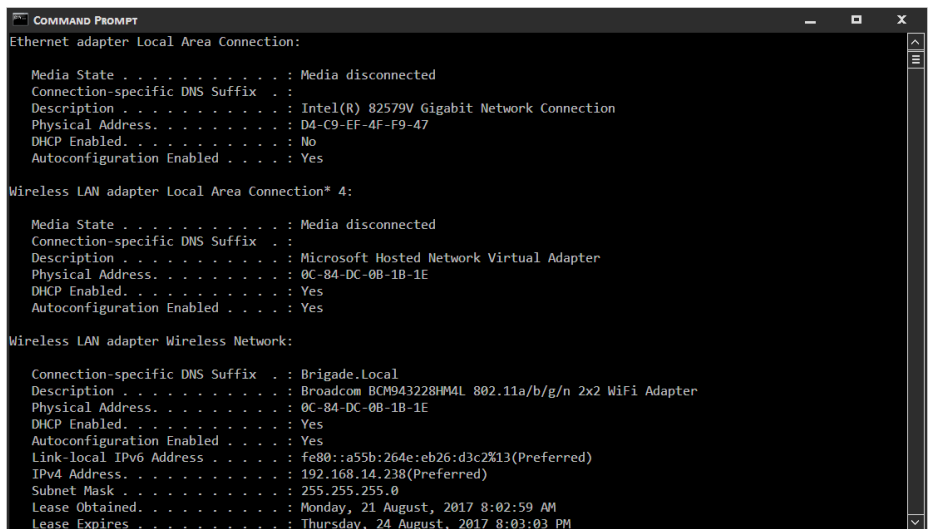 Command Prompt
Ethernet adapter Local Area Connection:
Media State . . . . . . . . . . . : Media disconnected
Connection-specific DNS Suffix  . :
Description . . . . . . . . . . . : Intel(R) 82579V Gigabit Network Connection
Physical Address. . . . . . . . . : D4-C9-EF-4F-F9-47
DHCP Enabled. . . . . . . . . . . : No
Autoconfiguration Enabled . . . . : Yes
Wireless LAN adapter Local Area Connection* 4:
Media State . . . . . . . . . . . : Media disconnected
Connection-specific DNS Suffix  . :
Description . . . . . . . . . . . : Microsoft Hosted Network Virtual Adapter
Physical Address. . . . . . . . . : 0C-84-DC-0B-1B-1E
DHCP Enabled. . . . . . . . . . . : Yes
Autoconfiguration Enabled . . . . : Yes
Wireless LAN adapter Wireless Network:
Connection-specific DNS Suffix  . : Brigade.Local
Description . . . . . . . . . . . : Broadcom BCM943228HM4L 802.11a/b/g/n 2x2 WiFi Adapter
Physical Address. . . . . . . . . : 0C-84-DC-0B-1B-1E
DHCP Enabled. . . . . . . . . . . : Yes
Autoconfiguration Enabled . . . . : Yes
Link-local IPv6 Address . . . . . : fe80::a55b:264e:eb26:d3c2%13(Preferred)
IPv4 Address. . . . . . . . . . . : 192.168.14.238(Preferred)
Subnet Mask . . . . . . . . . . . : 255.255.255.0
Lease Obtained. . . . . . . . . . : Monday, 21 August, 2017 8:02:59 AM
Lease Expires . . . . . . . . . . : Thursday, 24 August, 2017 8:03:03 PM